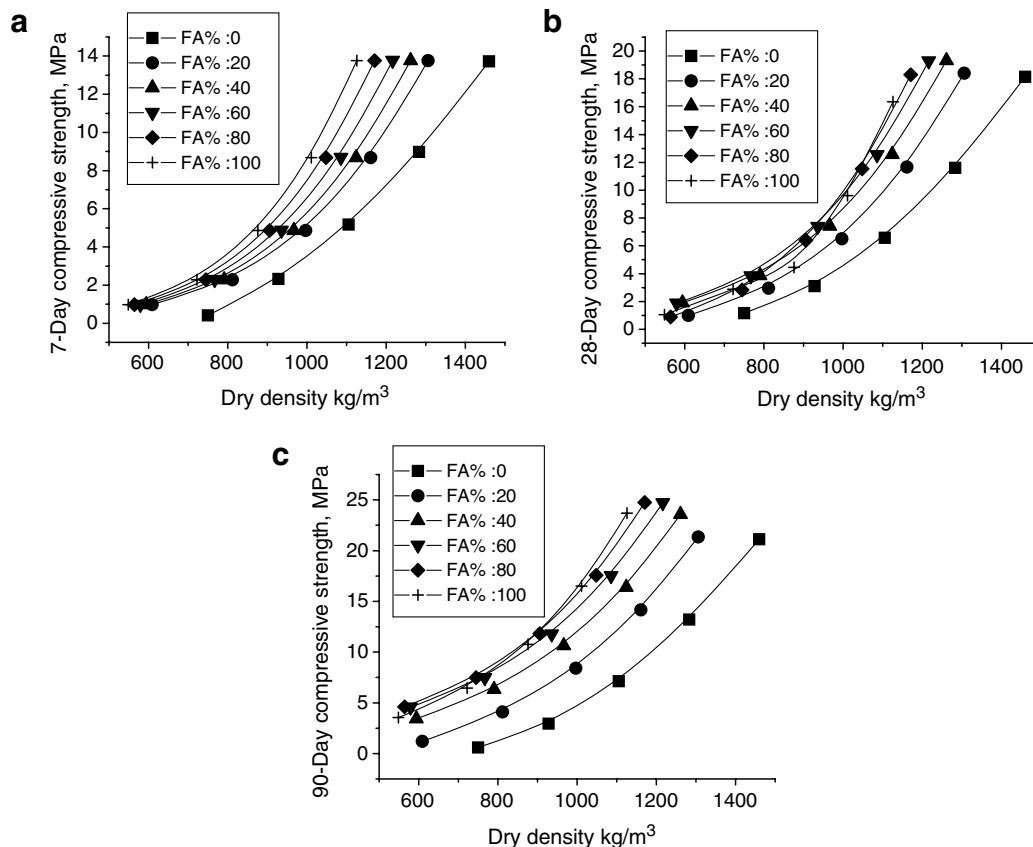 a
7-Day compressive strength, MPa
14
12
10
8
6
4
2
0
FA% :0
FA% :20
FA% :40
FA% :60
FA% :80
FA% :100
600 800 1000 1200 1400
Dry density kg/m³
b
28-Day compressive strength, MPa
20
18
16
14
12
10
8
6
4
2
0
FA% :0
FA% :20
FA% :40
FA% :60
FA% :80
FA% :100
600 800 1000 1200 1400
Dry density kg/m³
c
90-Day compressive strength, MPa
25
20
15
10
5
0
FA% :0
FA% :20
FA% :40
FA% :60
FA% :80
FA% :100
600 800 1000 1200 1400
Dry density kg/m³